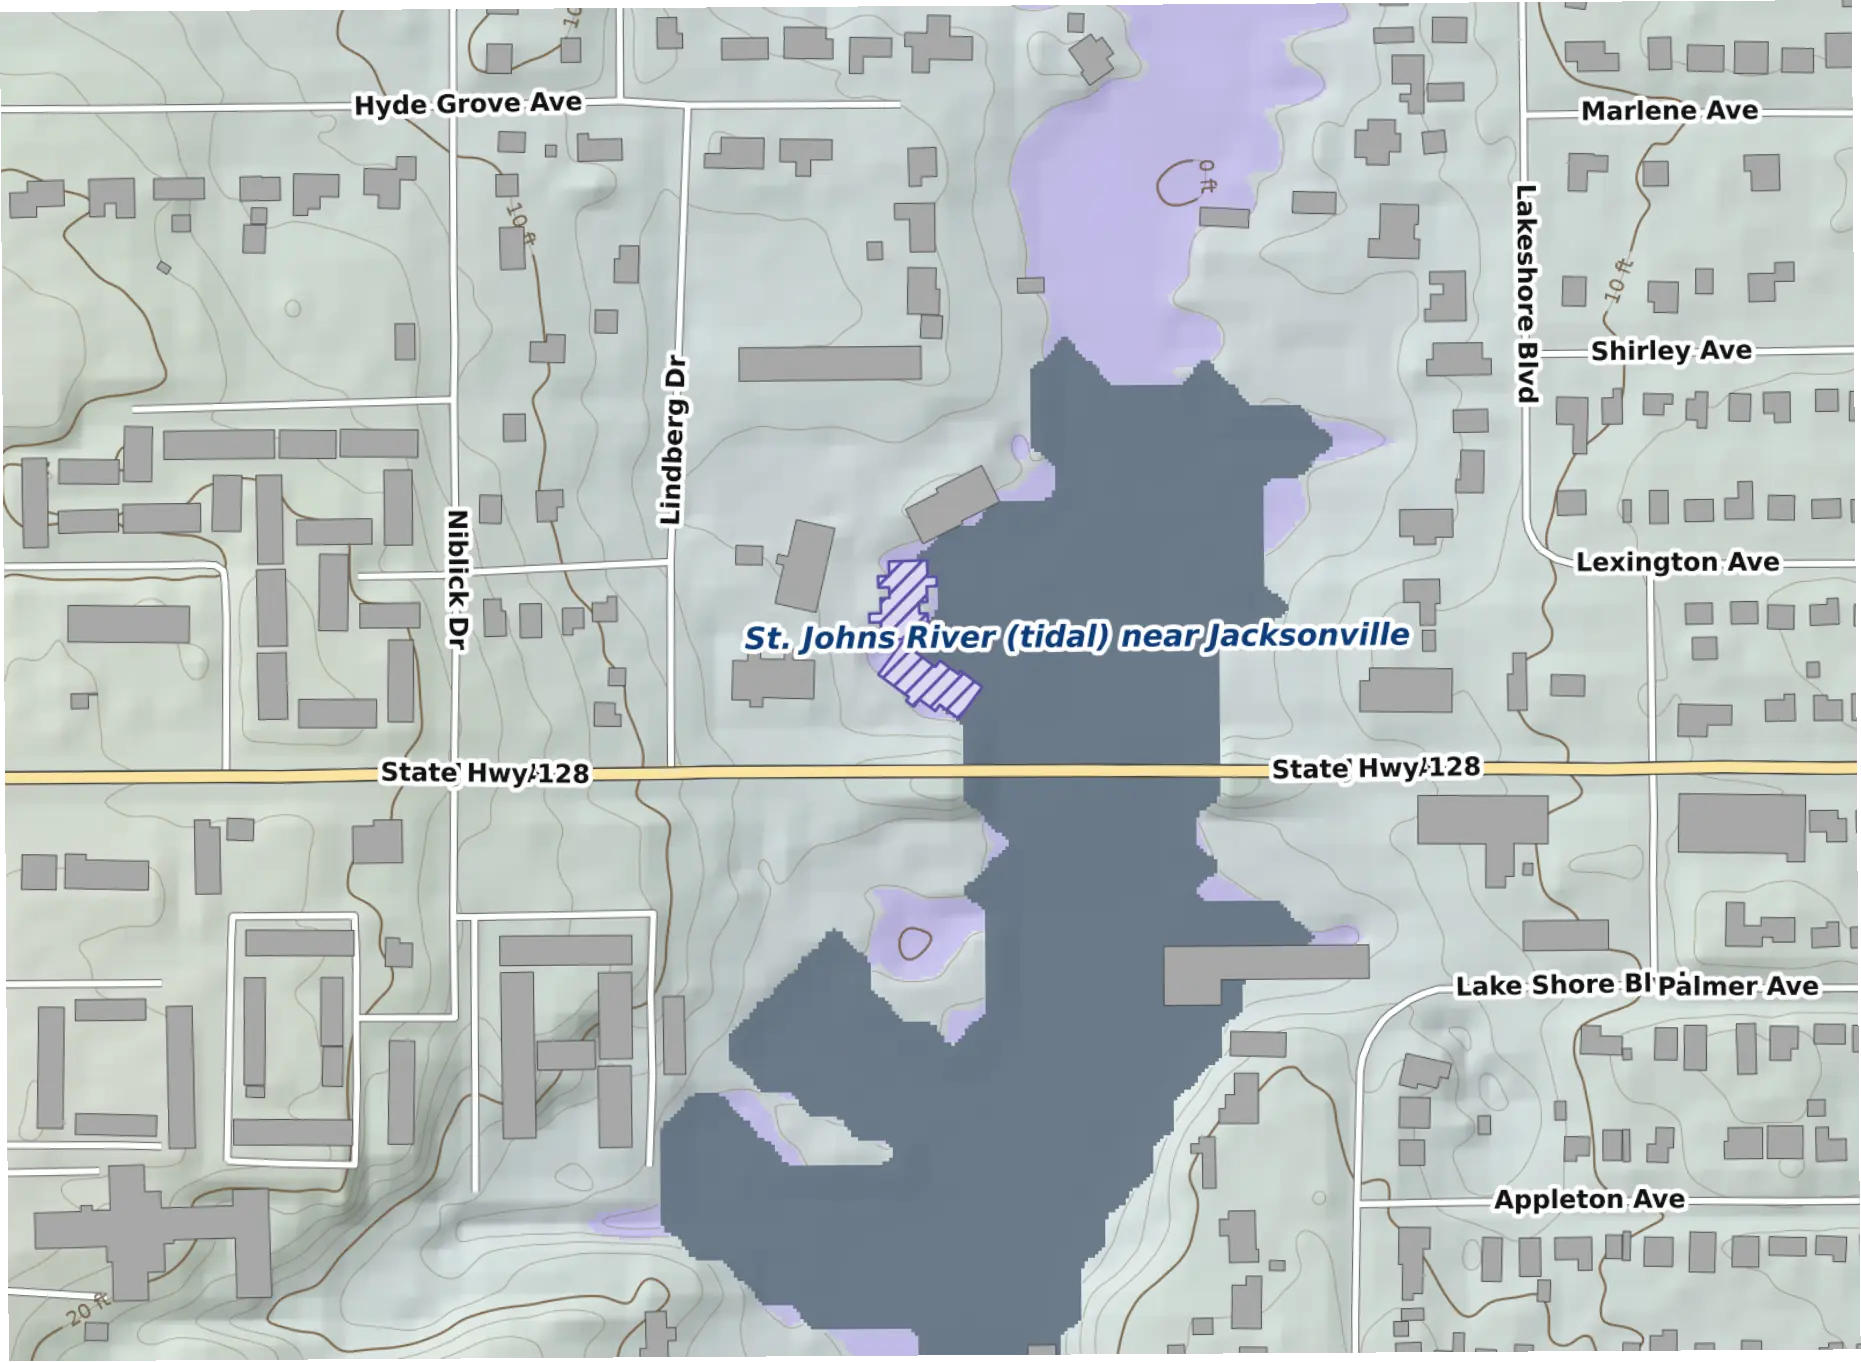 10
Hyde Grove Ave
Marlene Ave
0 ft
10 ft
Lakeshore Blvd
10 ft
Shirley Ave
Lindberg Dr
Niblick Dr
Lexington Ave
St. Johns River (tidal) near Jacksonville
State Hwy 128
State Hwy 128
Lake Shore Bl
Palmer Ave
Appleton Ave
20 ft